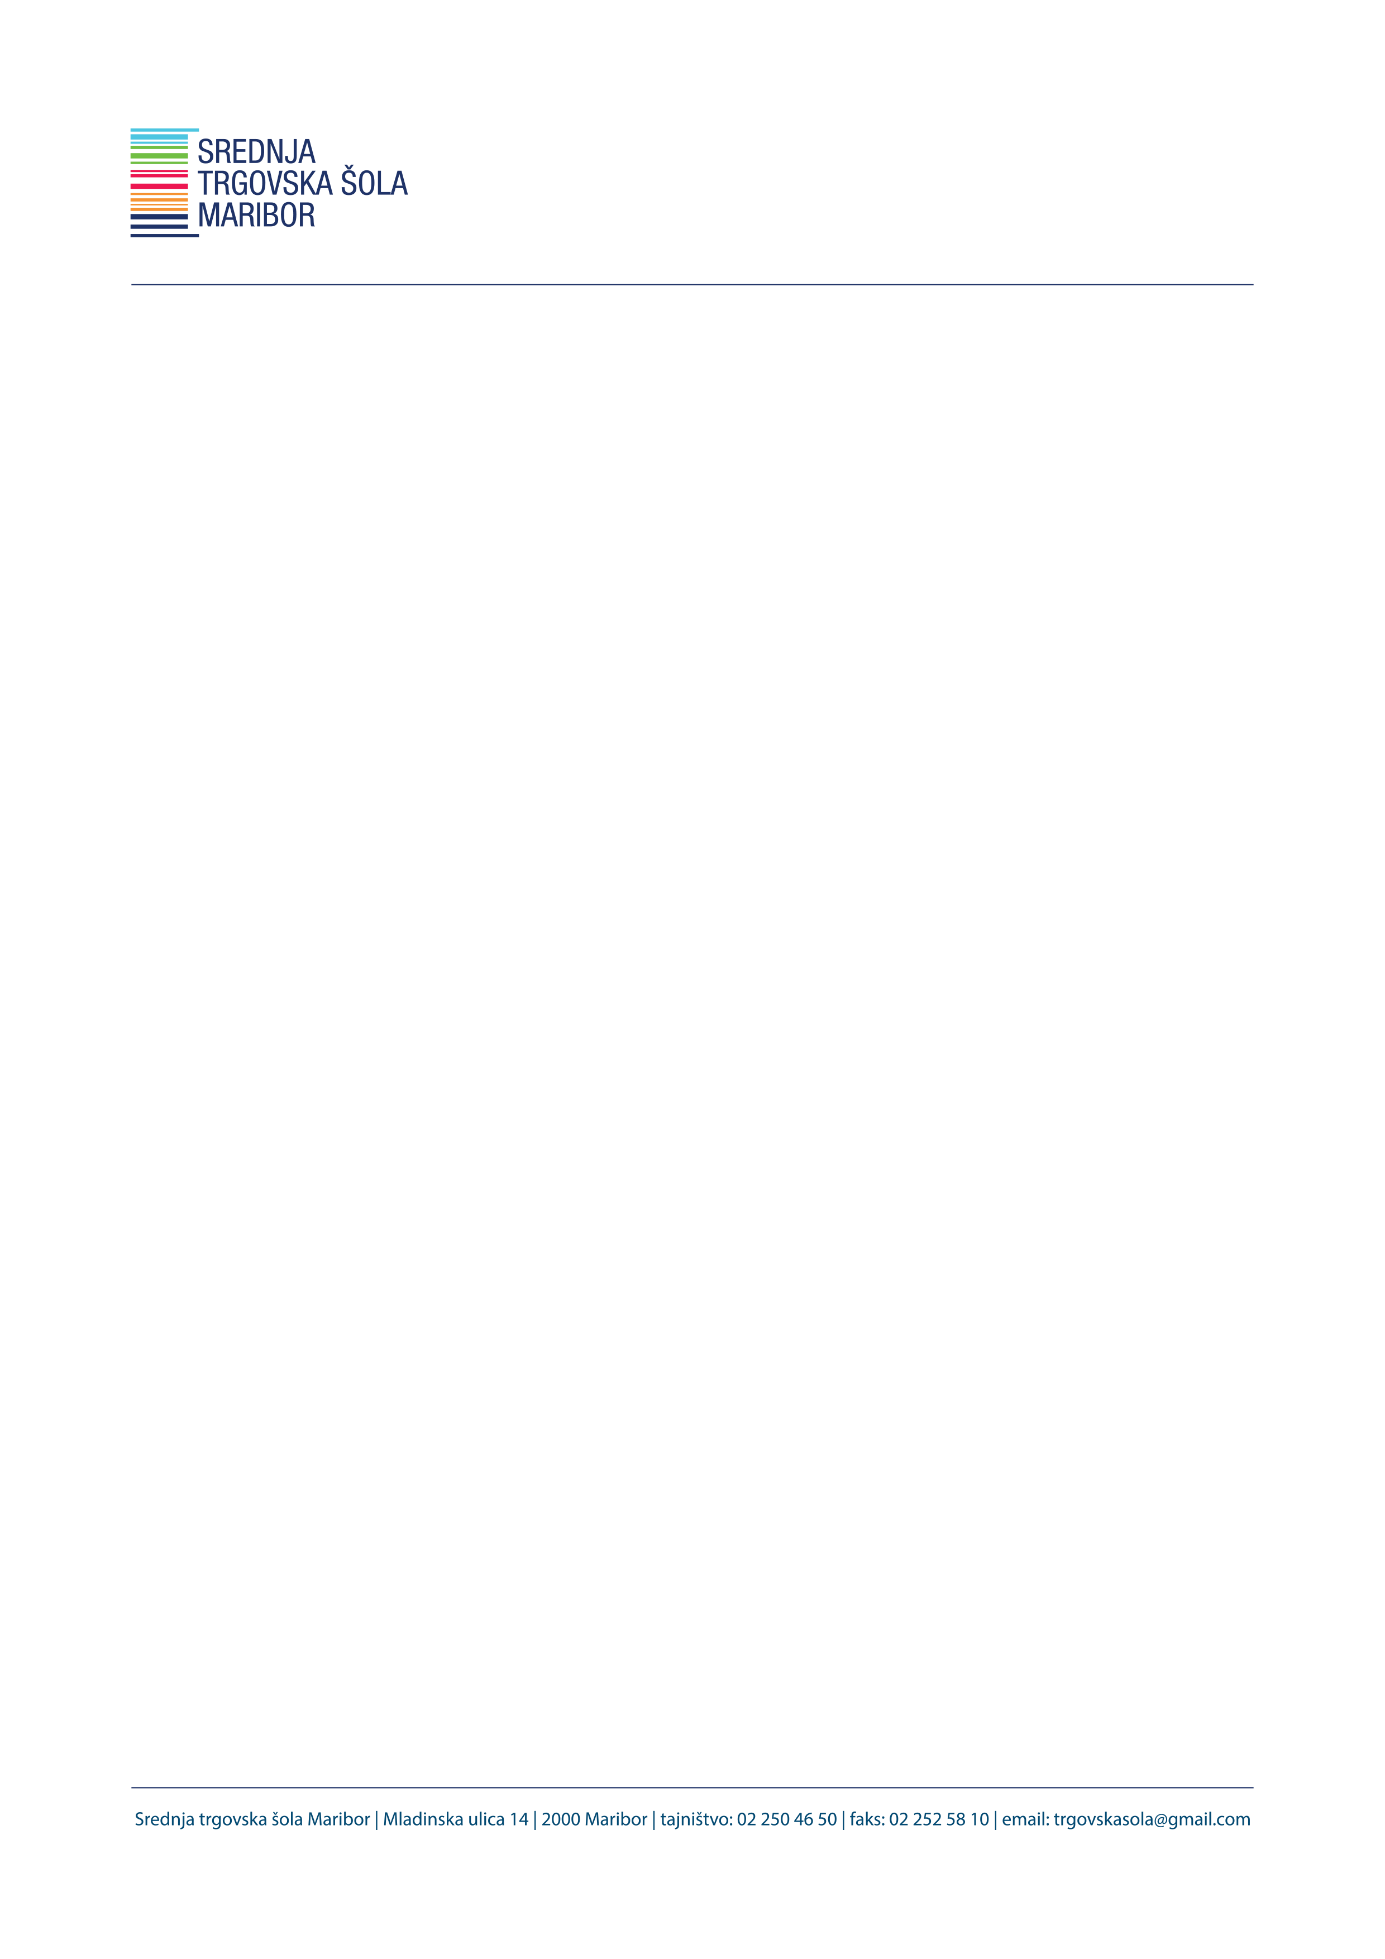 SREDNJA
TRGOVSKA ŠOLA
MARIBOR
Srednja trgovska šola Maribor | Mladinska ulica 14 | 2000 Maribor | tajništvo: 02 250 46 50 | faks: 02 252 58 10 | email: trgovskasola@gmail.com